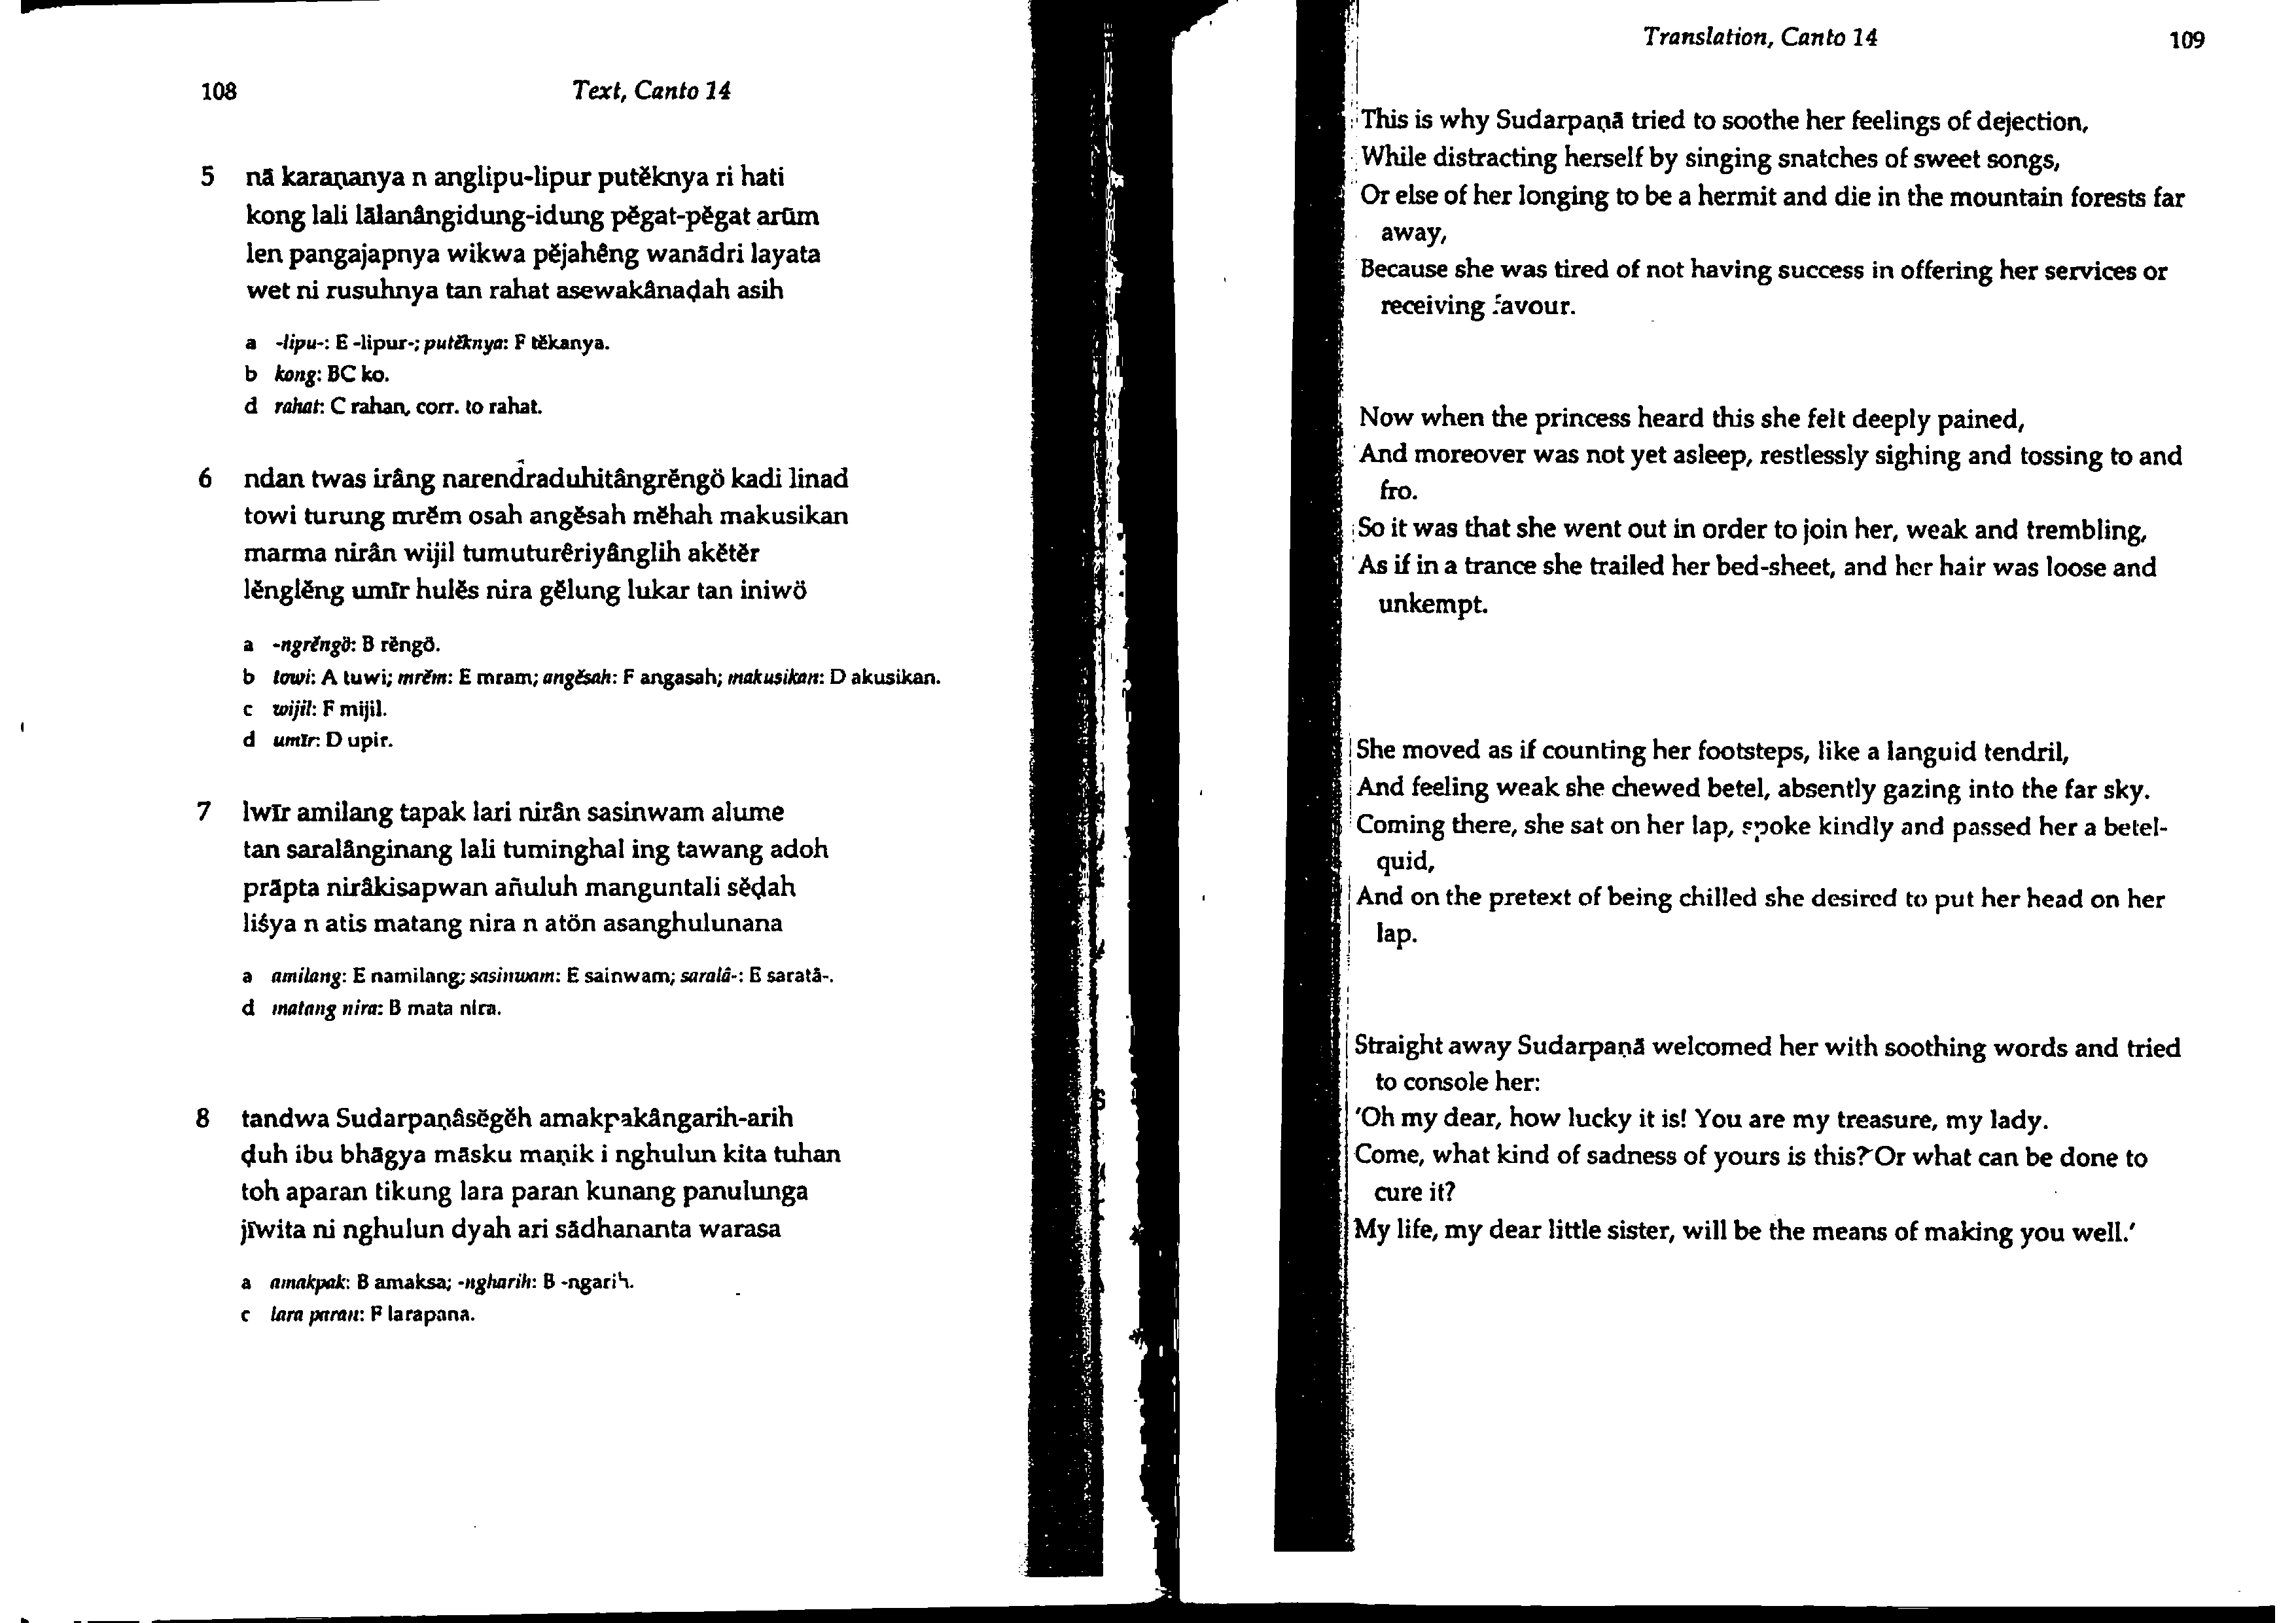 108
Text, Canto 14
5 nā karaṇanya n anglipu-lipur putĕknya ri hati
kong lali lālanângidung-idung pĕgat-pĕgat arūm
len pangajapnya wikwa pĕjahêng wanādri layata
wet ni rusuhnya tan rahat asewakânaḍah asih
a -lipu-: E -lipur-; putĕknya: F tĕkanya.
b kong: BC ko.
d rahat: C rahan, corr. to rahat.
6 ndan twas irâng narendraduhitângrĕngö kadi linad
towi turung mrĕm osah angĕsah mĕhah makusikan
marma nirân wijil tumuturêriyânglih akĕtĕr
lĕnglĕng umīr hulĕs nira gĕlung lukar tan iniwö
a -ngrĕngö: B rĕngö.
b towi: A tuwi; mrĕm: E mram; angĕsah: F angasah; makusikan: D akusikan.
c wijil: F mijil.
d umīr: D upir.
7 lwīr amilang tapak lari nirân sasinwam alume
tan saralânginang lali tuminghal ing tawang adoh
prāpta nirâkisapwan añuluh manguntali sĕḍah
liśya n atis matang nira n atön asanghulunana
a amilang: E namilang; sasinwam: E sainwam; saralâ-: E saratâ-.
d matang nira: B mata nira.
8 tandwa Sudarpaṇâsĕgĕh amakpakângarih-arih
ḍuh ibu bhāgya māsku maṇik i nghulun kita tuhan
toh aparan tikung lara paran kunang panulunga
jīwita ni nghulun dyah ari sādhananta warasa
a amakpak: B amaksa; -ngharih: B -ngarih.
c lara paran: F larapana.
Translation, Canto 14
109
This is why Sudarpaṇā tried to soothe her feelings of dejection,
While distracting herself by singing snatches of sweet songs,
Or else of her longing to be a hermit and die in the mountain forests far
away,
Because she was tired of not having success in offering her services or
receiving favour.
Now when the princess heard this she felt deeply pained,
And moreover was not yet asleep, restlessly sighing and tossing to and
fro.
So it was that she went out in order to join her, weak and trembling,
As if in a trance she trailed her bed-sheet, and her hair was loose and
unkempt.
She moved as if counting her footsteps, like a languid tendril,
And feeling weak she chewed betel, absently gazing into the far sky.
Coming there, she sat on her lap, spoke kindly and passed her a betel-
quid,
And on the pretext of being chilled she desired to put her head on her
lap.
Straight away Sudarpaṇā welcomed her with soothing words and tried
to console her:
'Oh my dear, how lucky it is! You are my treasure, my lady.
Come, what kind of sadness of yours is this? Or what can be done to
cure it?
My life, my dear little sister, will be the means of making you well.'